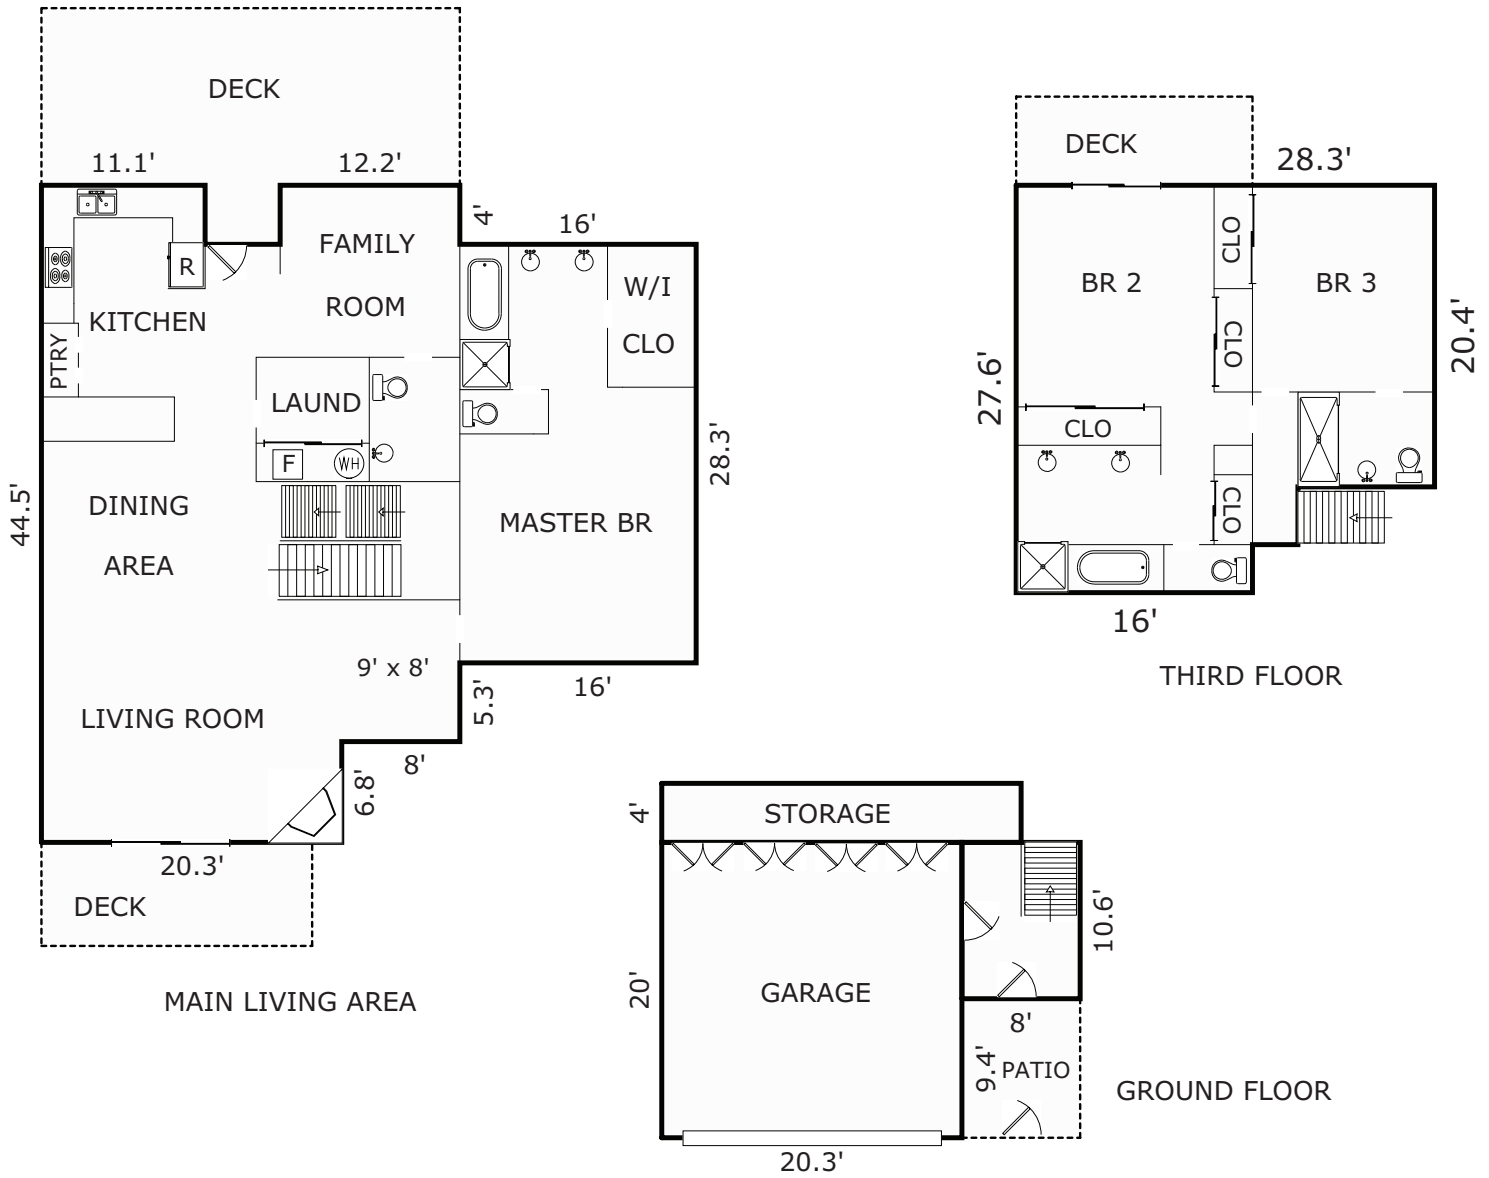 DECK
11.1'
12.2'
4'
16'
FAMILY
ROOM
R
W/I
CLO
KITCHEN
PTRY
LAUND
F
WH
28.3'
44.5'
DINING
AREA
MASTER BR
9' x 8'
16'
5.3'
LIVING ROOM
8'
6.8'
20.3'
DECK
MAIN LIVING AREA
DECK
28.3'
CLO
BR 2
BR 3
20.4'
CLO
27.6'
CLO
CLO
16'
THIRD FLOOR
4'
STORAGE
10.6'
20'
GARAGE
8'
9.4'
PATIO
GROUND FLOOR
20.3'